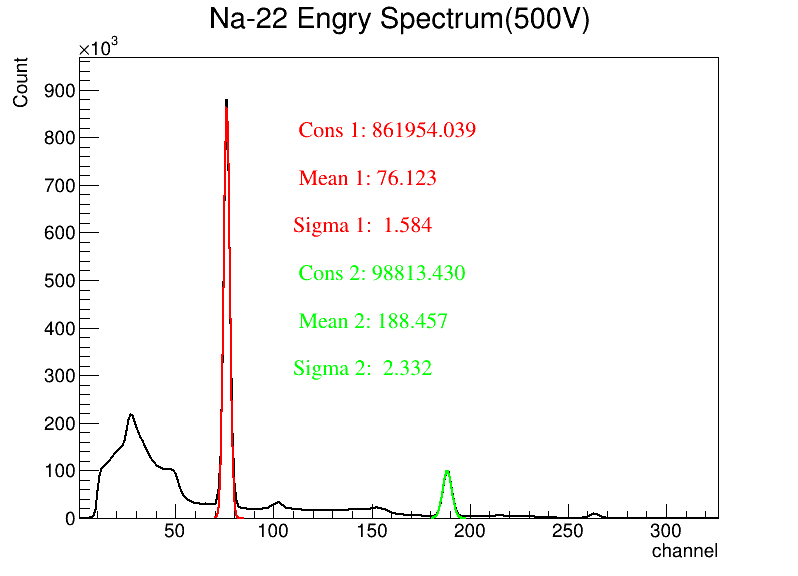 Na-22 Engry Spectrum(500V)
×10³
Count
900
800
700
600
500
400
300
200
100
0
Cons 1: 861954.039
Mean 1: 76.123
Sigma 1: 1.584
Cons 2: 98813.430
Mean 2: 188.457
Sigma 2: 2.332
50 100 150 200 250 300
channel